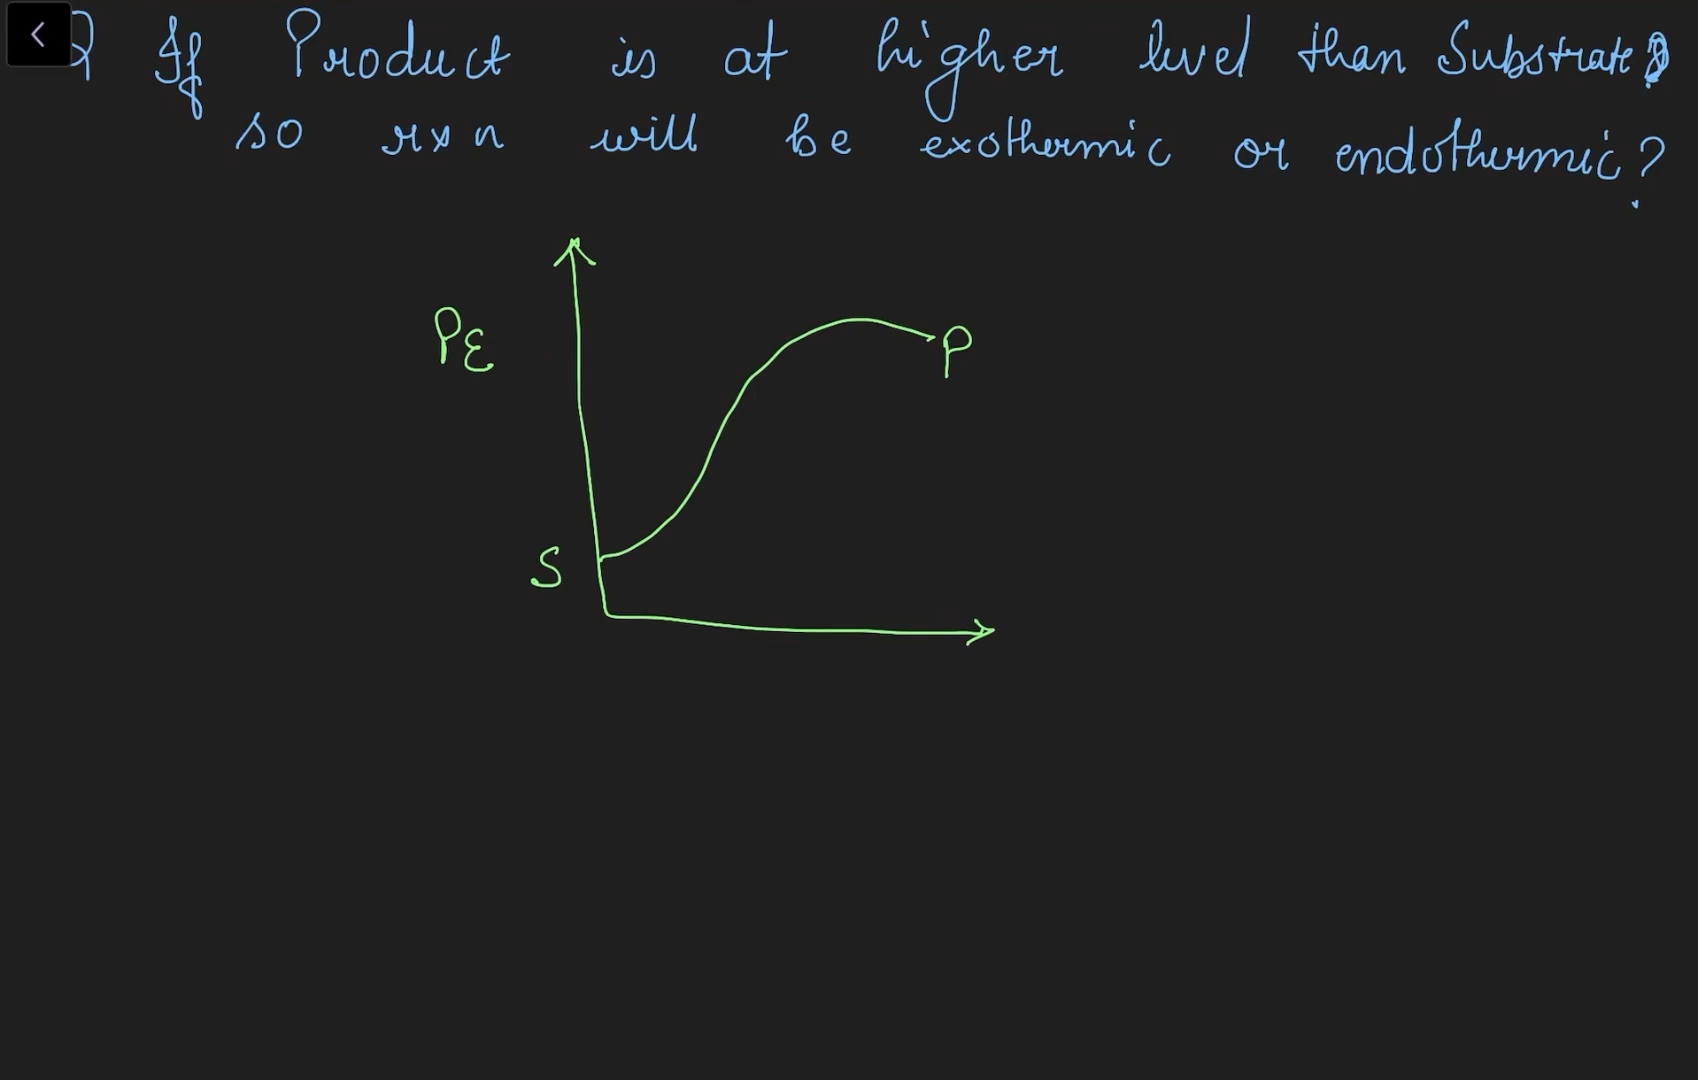 Q If Product is at higher level than Substrate
so rxn will be exothermic or endothermic?
PE
P
S